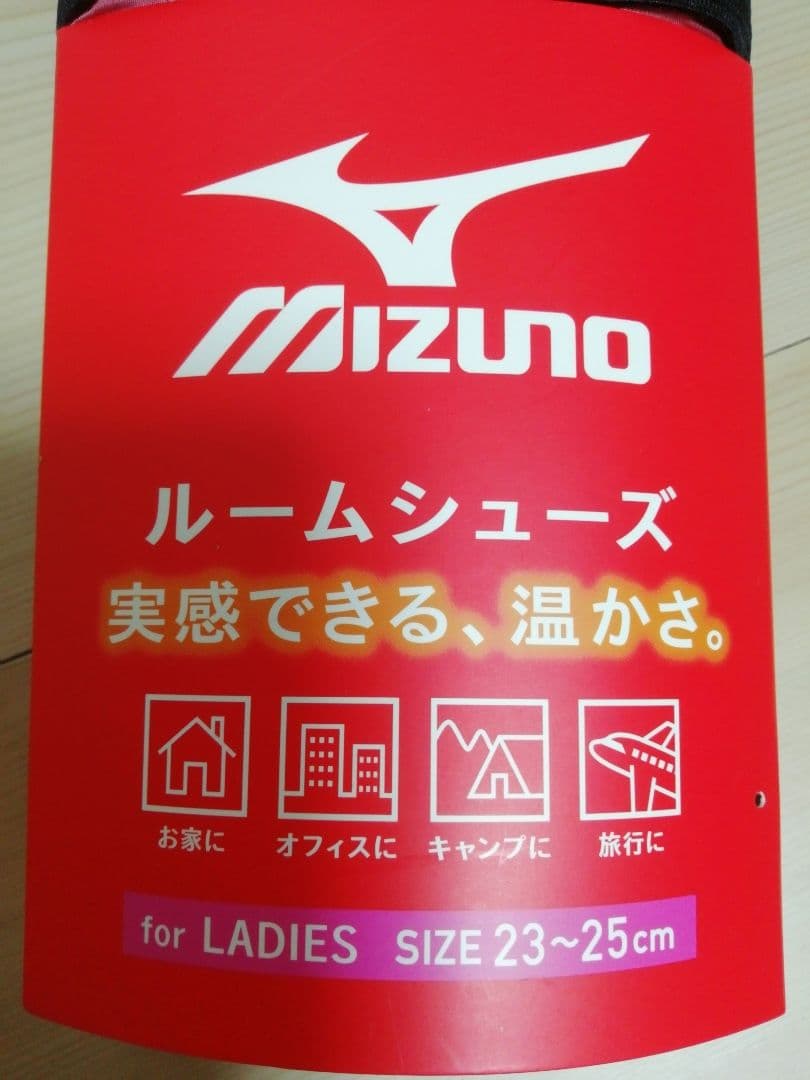 MIZUNO
ルームシューズ
実感できる、温かさ。
お家に オフィスに キャンプに 旅行に
for LADIES SIZE 23~25cm